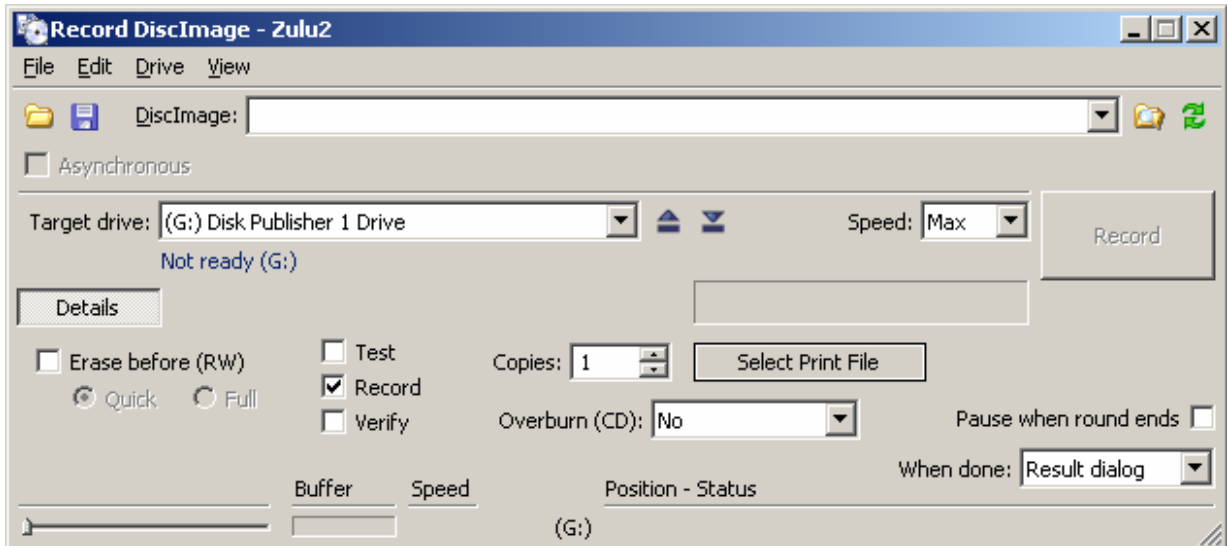 Record DiscImage - Zulu2
File Edit Drive View
DiscImage:
Asynchronous
Target drive: (G:) Disk Publisher 1 Drive Speed: Max Record
Not ready (G:)
Details
Erase before (RW) Test Copies: 1 Select Print File
Quick Full Record
Verify Overburn (CD): No Pause when round ends
When done: Result dialog
Buffer Speed Position - Status
(G:)